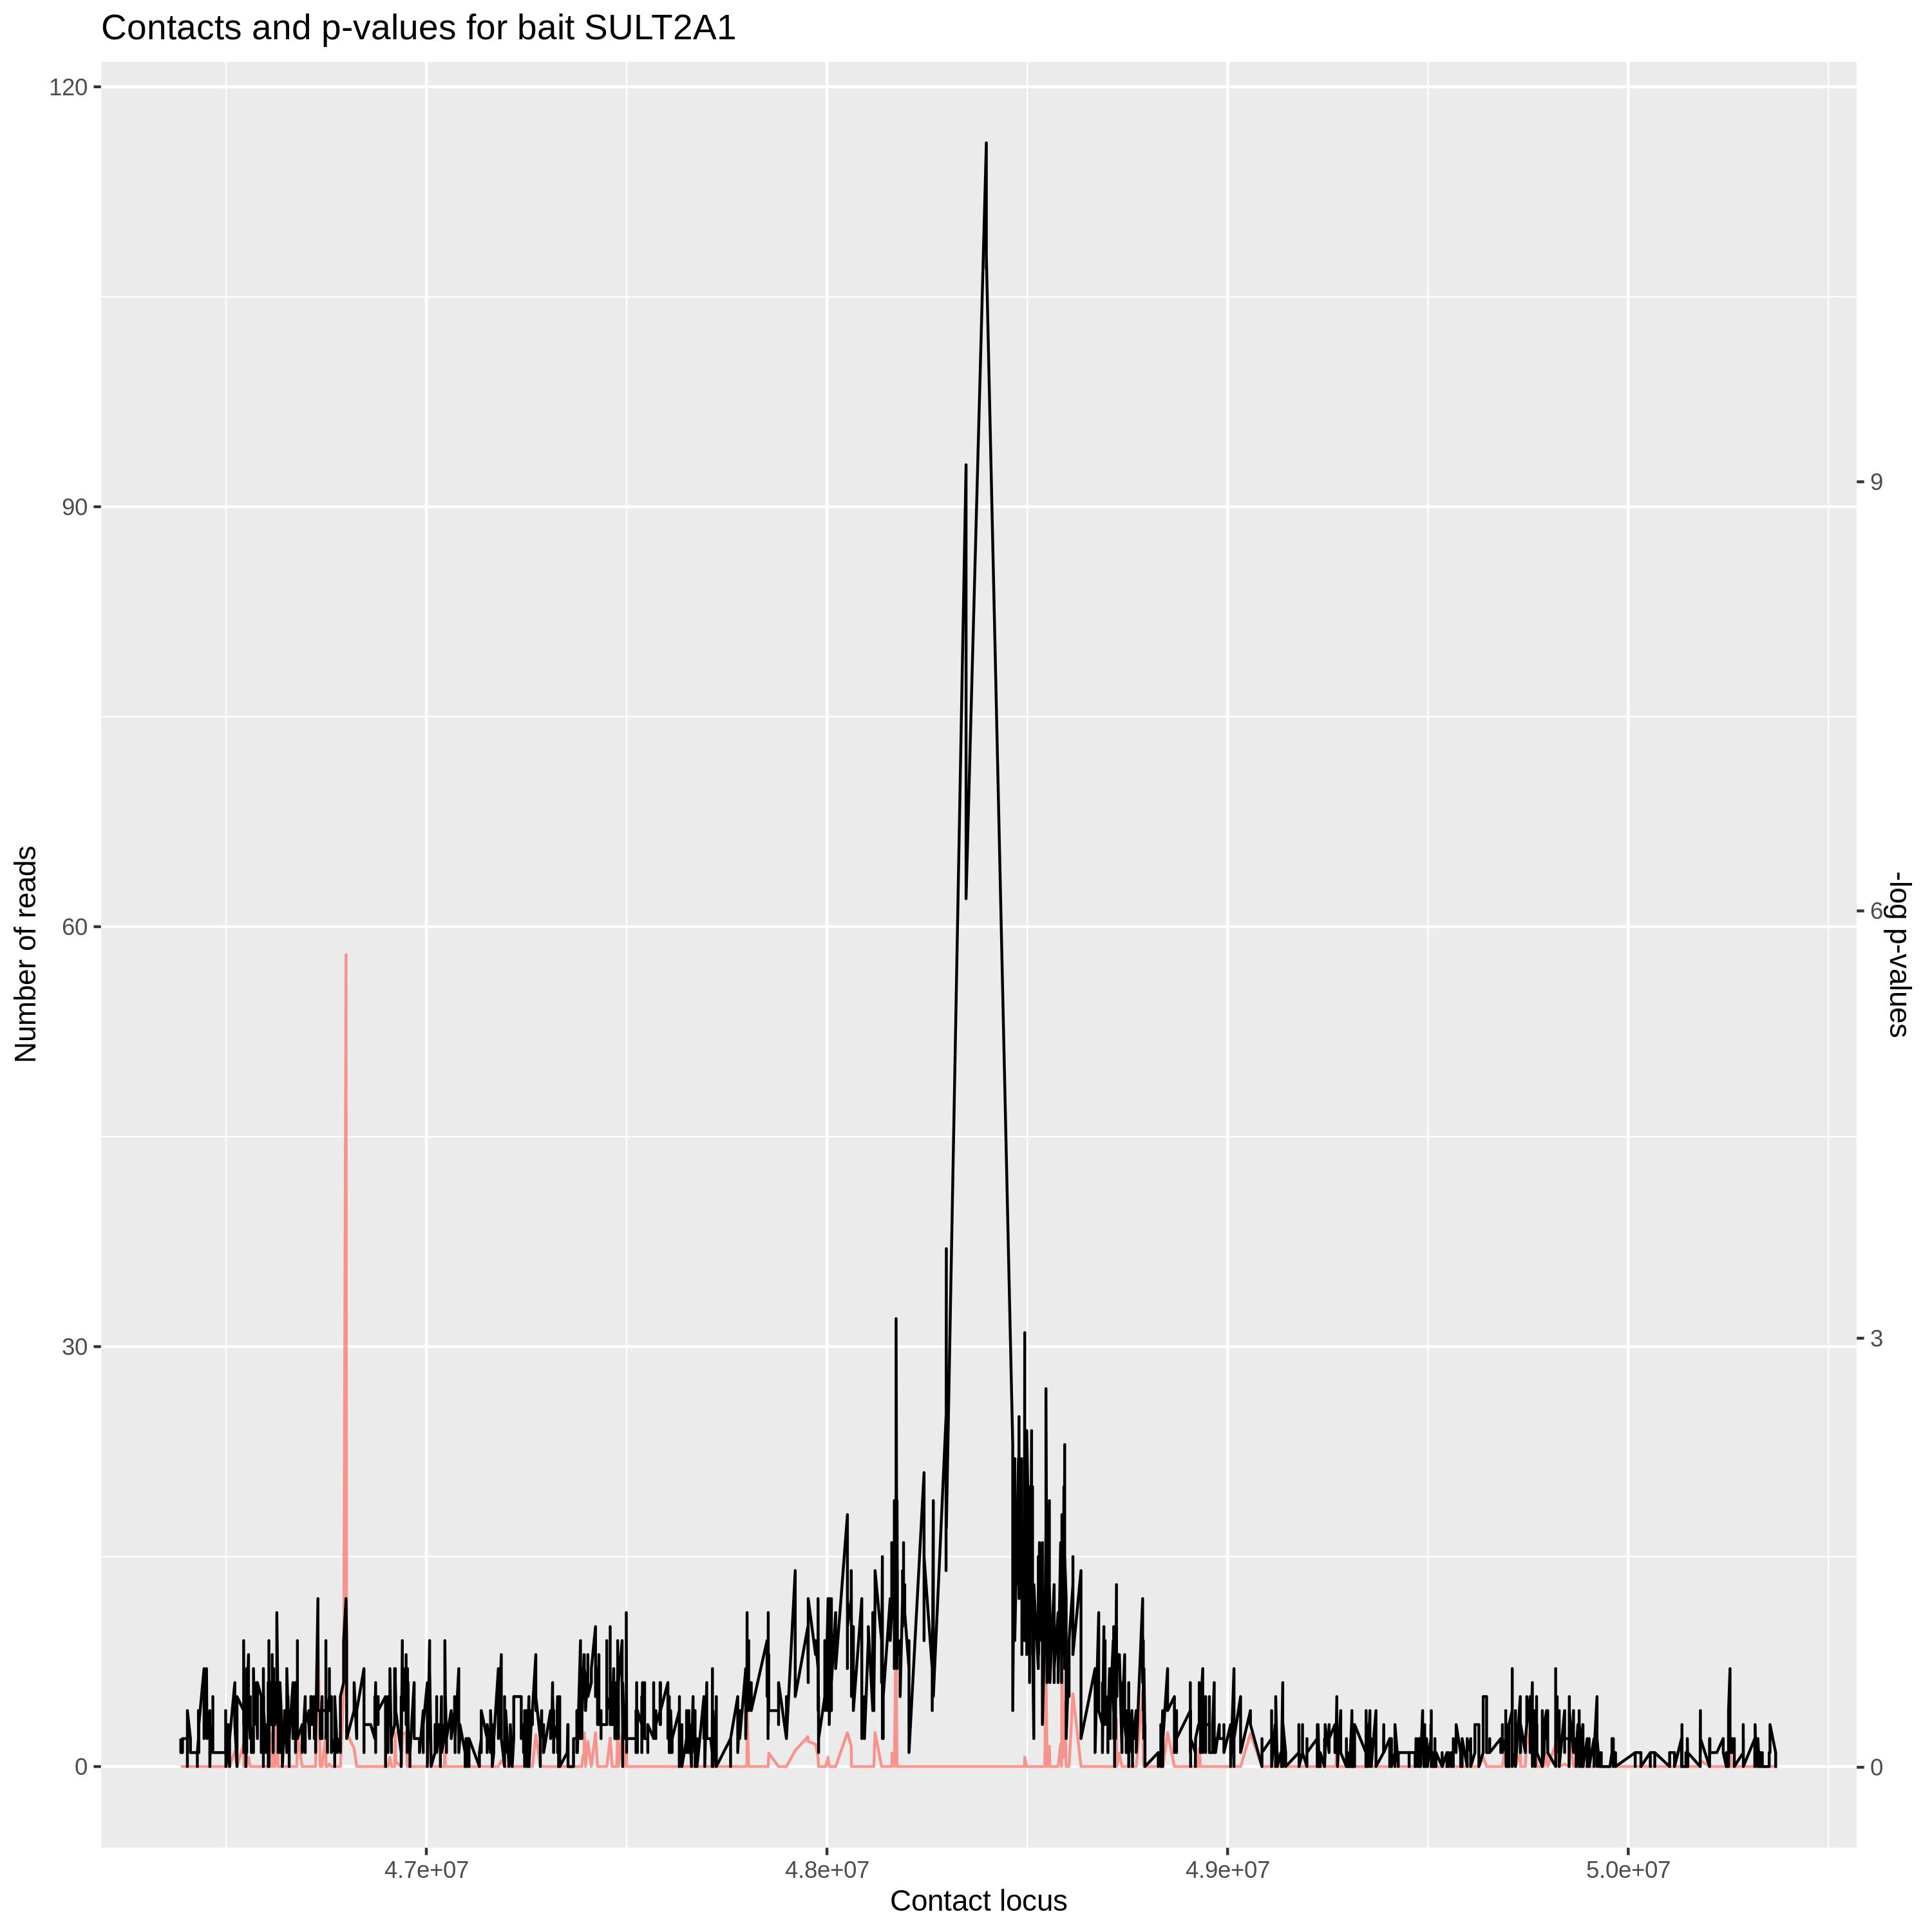 Contacts and p-values for bait SULT2A1
120
90
60
30
0
Number of reads
9
6
3
0
-log p-values
4.7e+07 4.8e+07 4.9e+07 5.0e+07
Contact locus